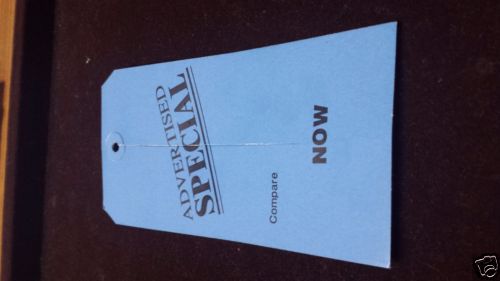 ADVERTISED
SPECIAL
Compare
NOW